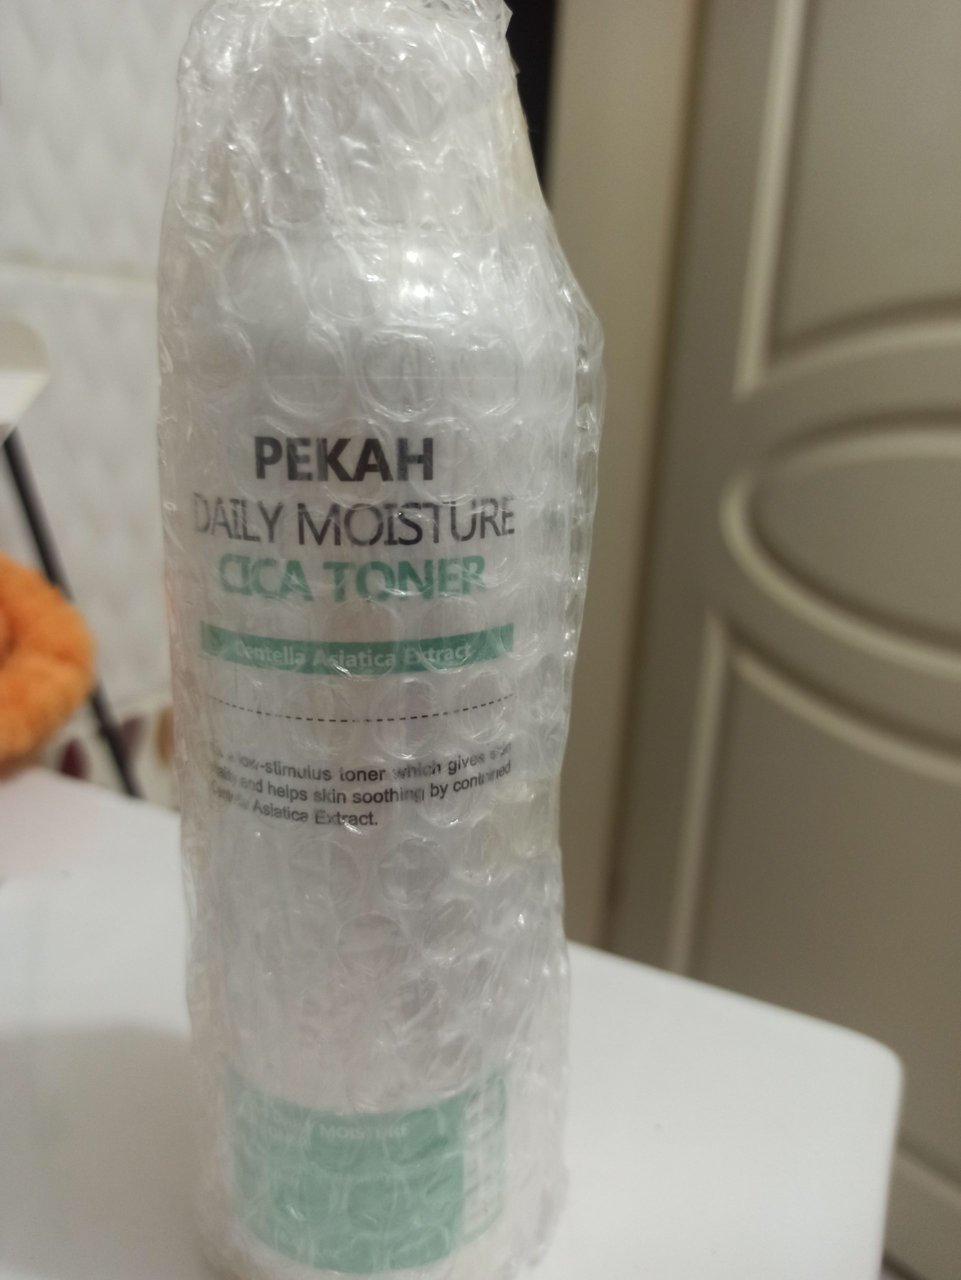 PEKAH
DAILY MOISTURE
CICA TONER
Centella Asiatica Extract
low-stimulus toner which gives
and helps skin soothing by contained
Asiatica Extract.
MOISTURE